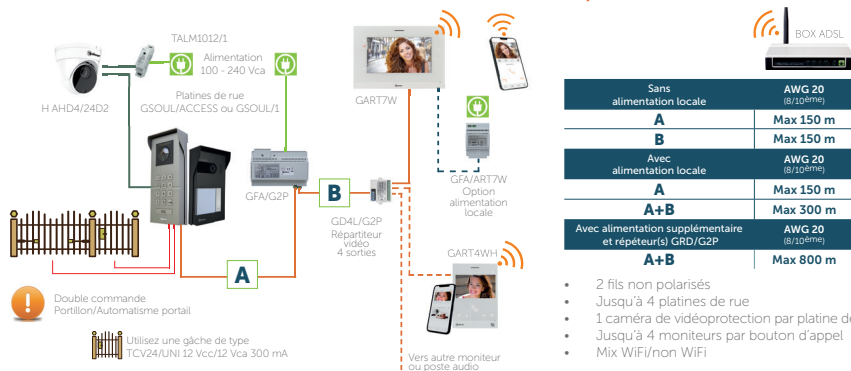 TALM1012/1
Alimentation
100 - 240 Vca
H AHD4/24D2
Platines de rue
GSOUL/ACCESS ou GSOUL/1
GART7W
BOX ADSL
GFA/G2P
B
GD4L/G2P
Répartiteur
vidéo
4 sorties
GFA/ART7W
Option
alimentation
locale
GART4WH
A
Double commande
Portillon/Automatisme portail
Utilisez une gâche de type
TCV24/UNI 12 Vcc/12 Vca 300 mA
Vers autre moniteur
ou poste audio
Sans
alimentation locale
AWG 20
(8/10ème)
A
Max 150 m
B
Max 150 m
Avec
alimentation locale
AWG 20
(8/10ème)
A
Max 150 m
A+B
Max 300 m
Avec alimentation supplémentaire
et répéteur(s) GRD/G2P
AWG 20
(8/10ème)
A+B
Max 800 m
• 2 fils non polarisés
• Jusqu'à 4 platines de rue
• 1 caméra de vidéoprotection par platine de
• Jusqu'à 4 moniteurs par bouton d'appel
• Mix WiFi/non WiFi